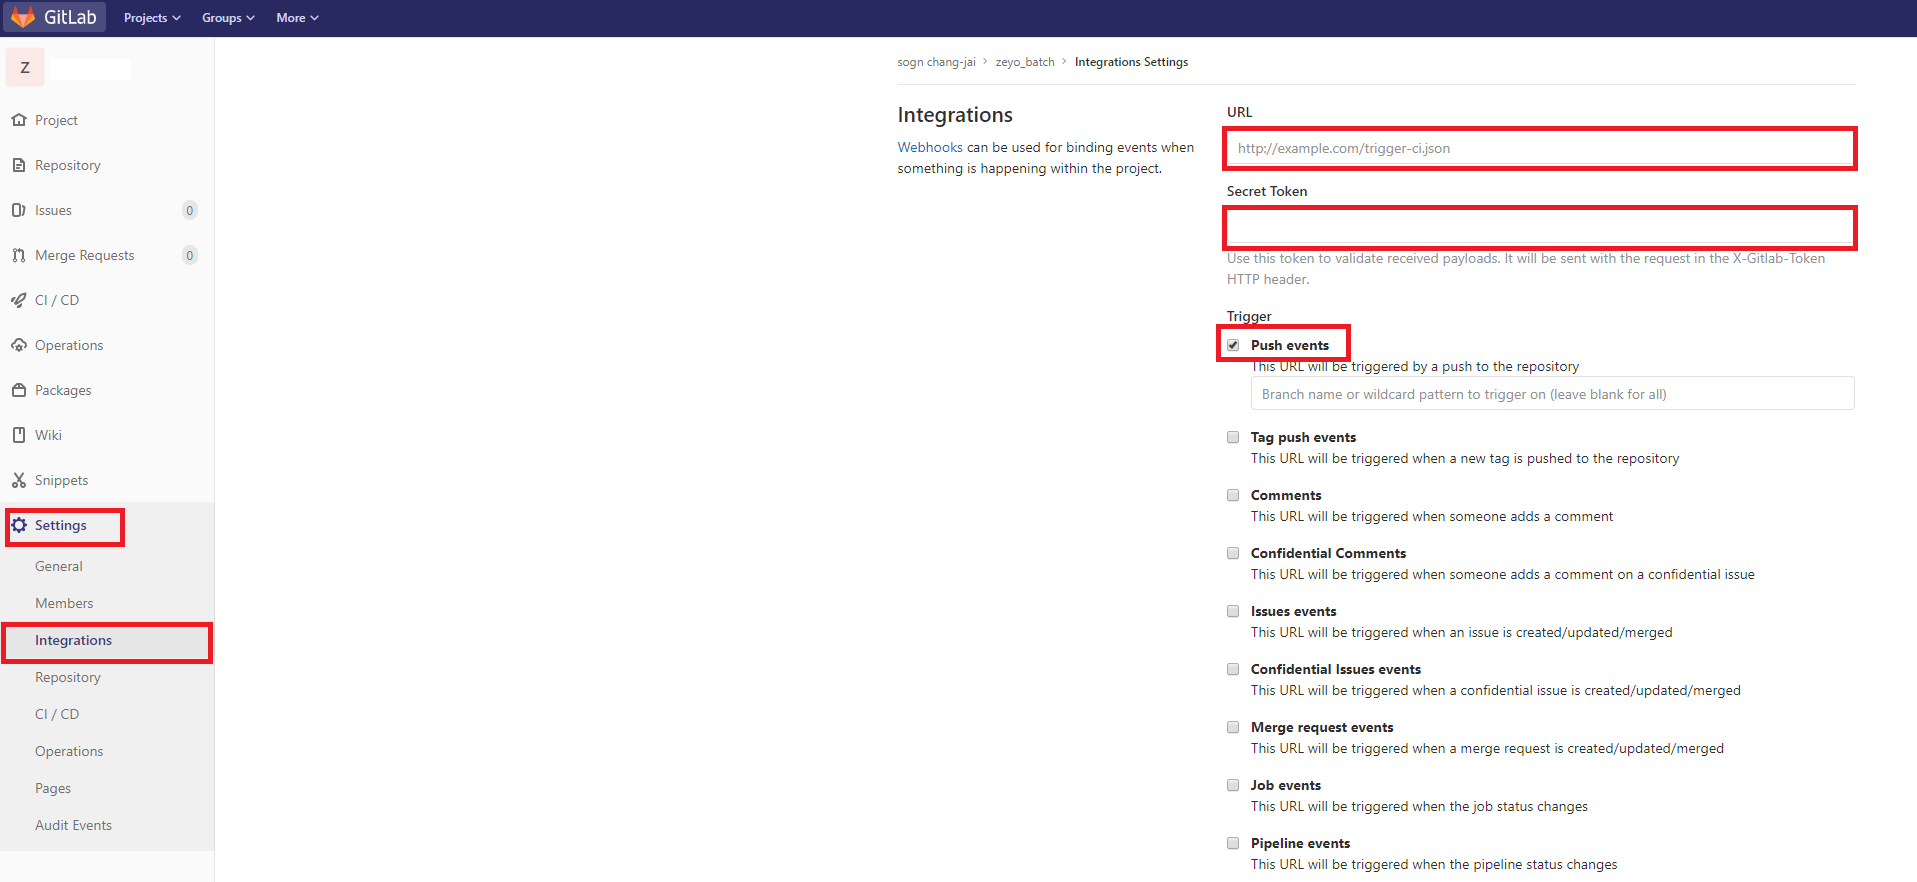 GitLab Projects Groups More
Z
Project
Repository
Issues 0
Merge Requests 0
CI / CD
Operations
Packages
Wiki
Snippets
Settings
General
Members
Integrations
Repository
CI / CD
Operations
Pages
Audit Events
sogn chang-jai > zeyo_batch > Integrations Settings
Integrations
Webhooks can be used for binding events when
something is happening within the project.
URL
http://example.com/trigger-ci.json
Secret Token
Use this token to validate received payloads. It will be sent with the request in the X-Gitlab-Token
HTTP header.
Trigger
Push events
This URL will be triggered by a push to the repository
Branch name or wildcard pattern to trigger on (leave blank for all)
Tag push events
This URL will be triggered when a new tag is pushed to the repository
Comments
This URL will be triggered when someone adds a comment
Confidential Comments
This URL will be triggered when someone adds a comment on a confidential issue
Issues events
This URL will be triggered when an issue is created/updated/merged
Confidential Issues events
This URL will be triggered when a confidential issue is created/updated/merged
Merge request events
This URL will be triggered when a merge request is created/updated/merged
Job events
This URL will be triggered when the job status changes
Pipeline events
This URL will be triggered when the pipeline status changes